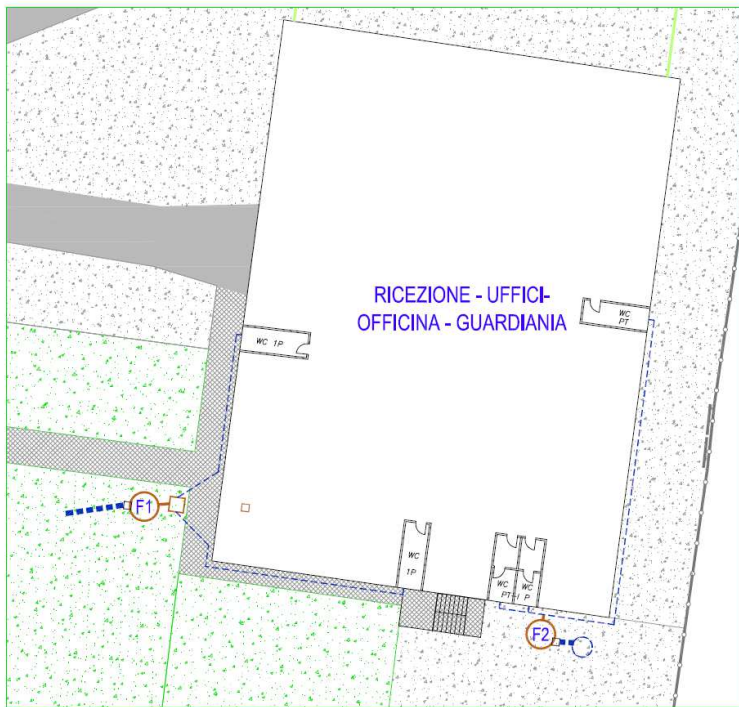 RICEZIONE - UFFICI-
OFFICINA - GUARDIANIA
WC
PT
WC 1P
F1
WC
1P
WC
PT-
WC
P
F2